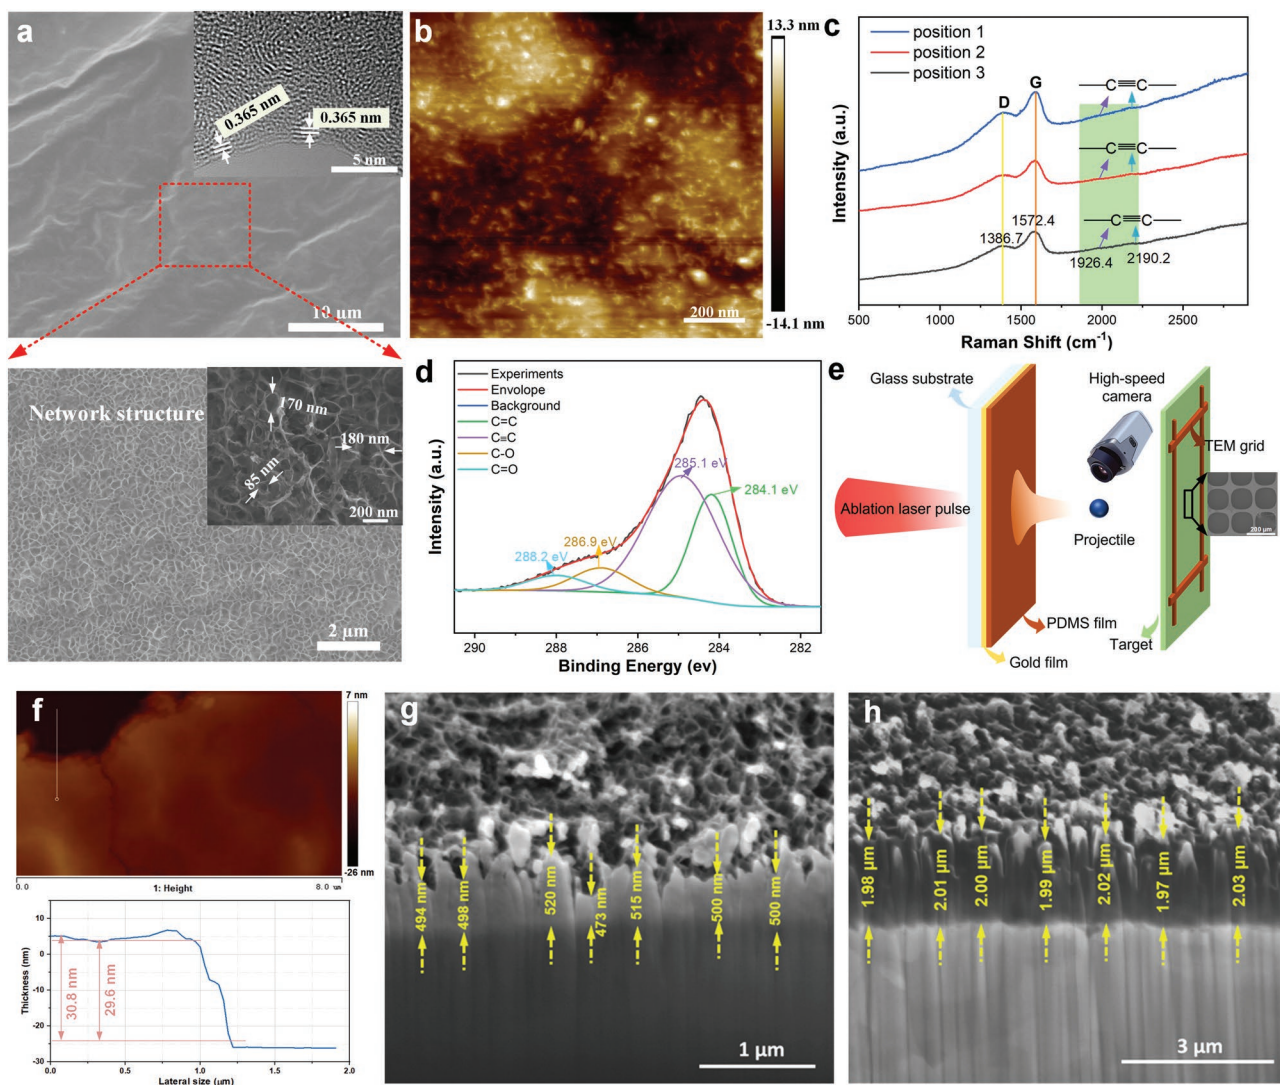 a
0.365 nm
0.365 nm
5 nm
10 µm
Network structure
170 nm
180 nm
85 nm
200 nm
2 µm
b
13.3 nm
-14.1 nm
200 nm
c
position 1
position 2
position 3
D
G
C≡C
C≡C
C≡C
1572.4
1386.7
1926.4
2190.2
Intensity (a.u.)
500
1000
1500
2000
2500
Raman Shift (cm⁻¹)
d
Experiments
Envolope
Background
C=C
C≡C
C-O
C=O
285.1 eV
284.1 eV
286.9 eV
288.2 eV
Intensity (a.u.)
290
288
286
284
282
Binding Energy (ev)
e
Glass substrate
High-speed
camera
TEM grid
200 µm
Ablation laser pulse
Projectile
PDMS film
Target
Gold film
f
7 nm
-26 nm
0.0
1: Height
8.0 um
10
0
-10
-20
-30
Thickness (nm)
30.8 nm
29.6 nm
0.0
0.5
1.0
1.5
2.0
Lateral size (µm)
g
494 nm
498 nm
520 nm
473 nm
515 nm
500 nm
500 nm
1 µm
h
1.98 µm
2.01 µm
2.00 µm
1.99 µm
2.02 µm
1.97 µm
2.03 µm
3 µm